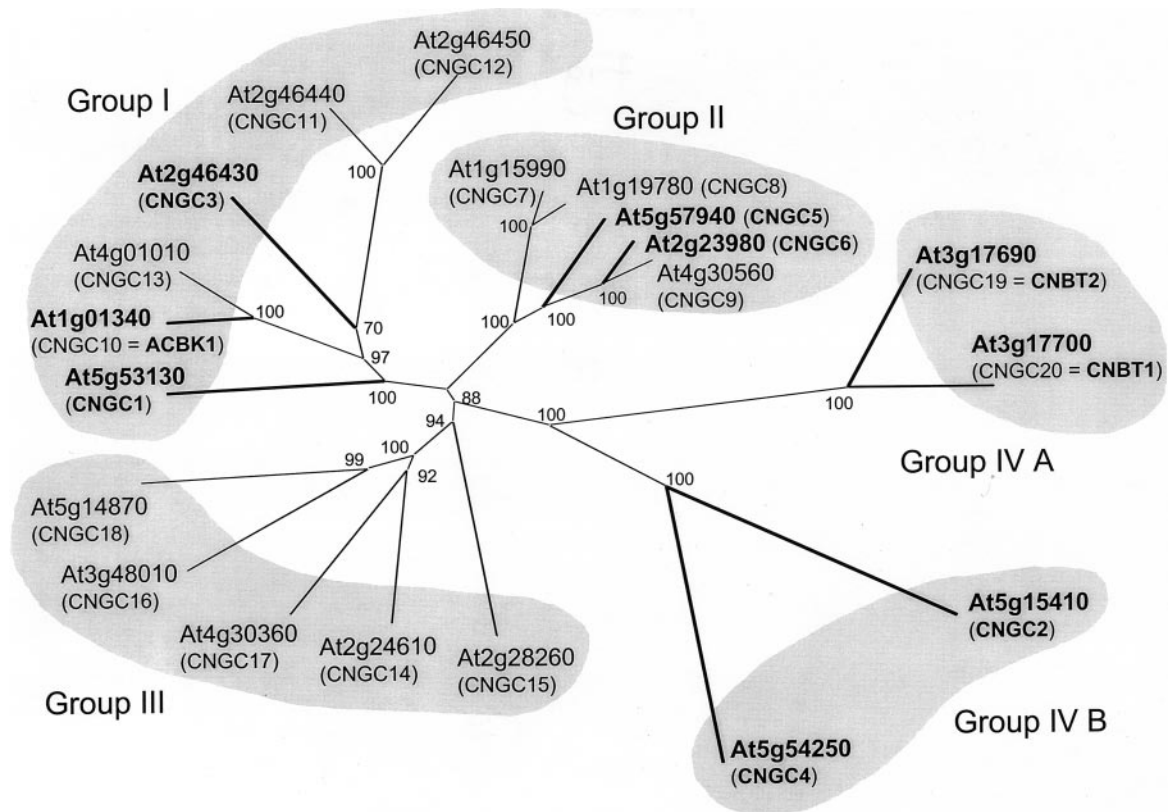 Group I
At2g46450
(CNGC12)
At2g46440
(CNGC11)
100
At2g46430
(CNGC3)
At4g01010
(CNGC13)
100
At1g01340
(CNGC10 = ACBK1)
70
97
At5g53130
(CNGC1)
100
Group II
At1g15990
(CNGC7)
At1g19780 (CNGC8)
100
At5g57940 (CNGC5)
At2g23980 (CNGC6)
At4g30560
(CNGC9)
100
100
100
At3g17690
(CNGC19 = CNBT2)
At3g17700
(CNGC20 = CNBT1)
100
Group IV A
88
100
94
100
99
92
At5g14870
(CNGC18)
At3g48010
(CNGC16)
At4g30360
(CNGC17)
At2g24610
(CNGC14)
At2g28260
(CNGC15)
Group III
100
At5g15410
(CNGC2)
At5g54250
(CNGC4)
Group IV B